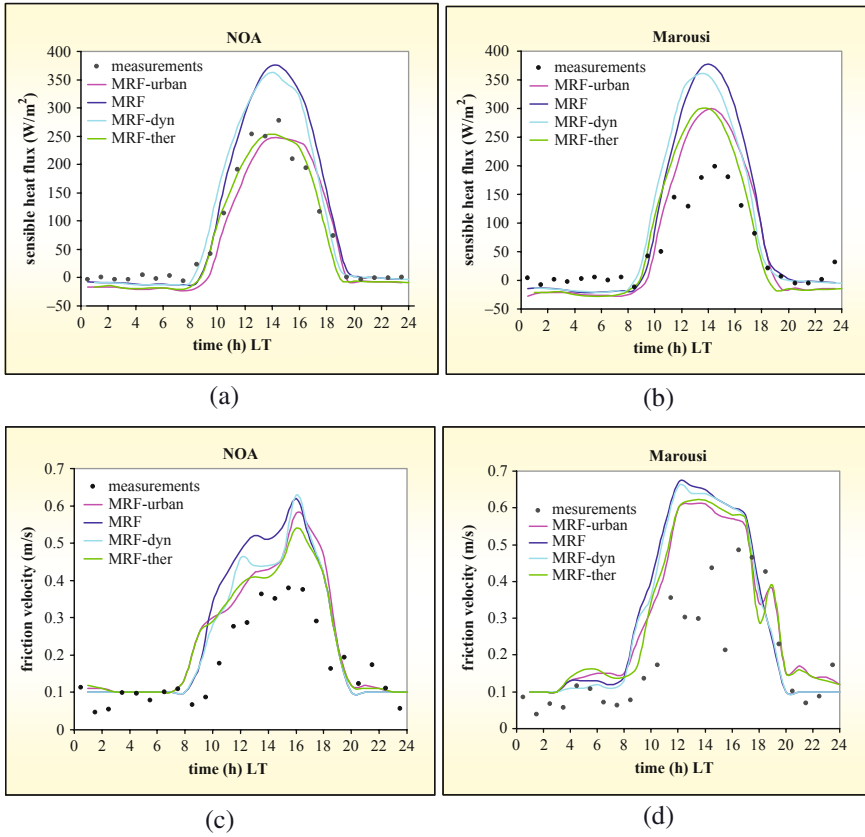 NOA
400
350
300
250
200
150
100
50
0
–50
sensible heat flux (W/m²)
measurements
MRF-urban
MRF
MRF-dyn
MRF-ther
0 2 4 6 8 10 12 14 16 18 20 22 24
time (h) LT
(a)
Marousi
400
350
300
250
200
150
100
50
0
–50
sensible heat flux (W/m²)
measurements
MRF-urban
MRF
MRF-dyn
MRF-ther
0 2 4 6 8 10 12 14 16 18 20 22 24
time (h) LT
(b)
NOA
0.7
0.6
0.5
0.4
0.3
0.2
0.1
0
friction velocity (m/s)
measurements
MRF-urban
MRF
MRF-dyn
MRF-ther
0 2 4 6 8 10 12 14 16 18 20 22 24
time (h) LT
(c)
Marousi
0.7
0.6
0.5
0.4
0.3
0.2
0.1
0
friction velocity (m/s)
mesurements
MRF-urban
MRF
MRF-dyn
MRF-ther
0 2 4 6 8 10 12 14 16 18 20 22 24
time (h) LT
(d)